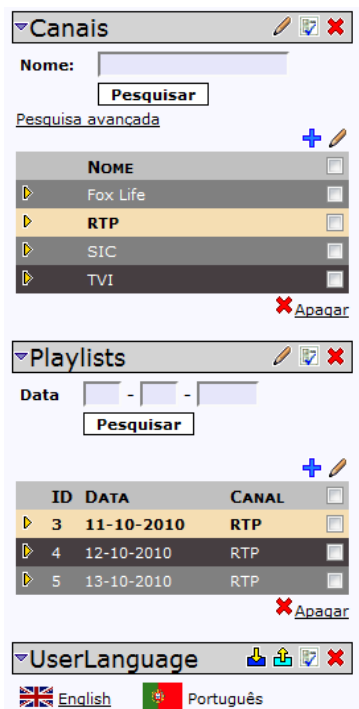 Canais
Nome:
Pesquisar
Pesquisa avançada
NOME
Fox Life
RTP
SIC
TVI
Apagar
Playlists
Data - -
Pesquisar
ID DATA CANAL
3 11-10-2010 RTP
4 12-10-2010 RTP
5 13-10-2010 RTP
Apagar
UserLanguage
English Português